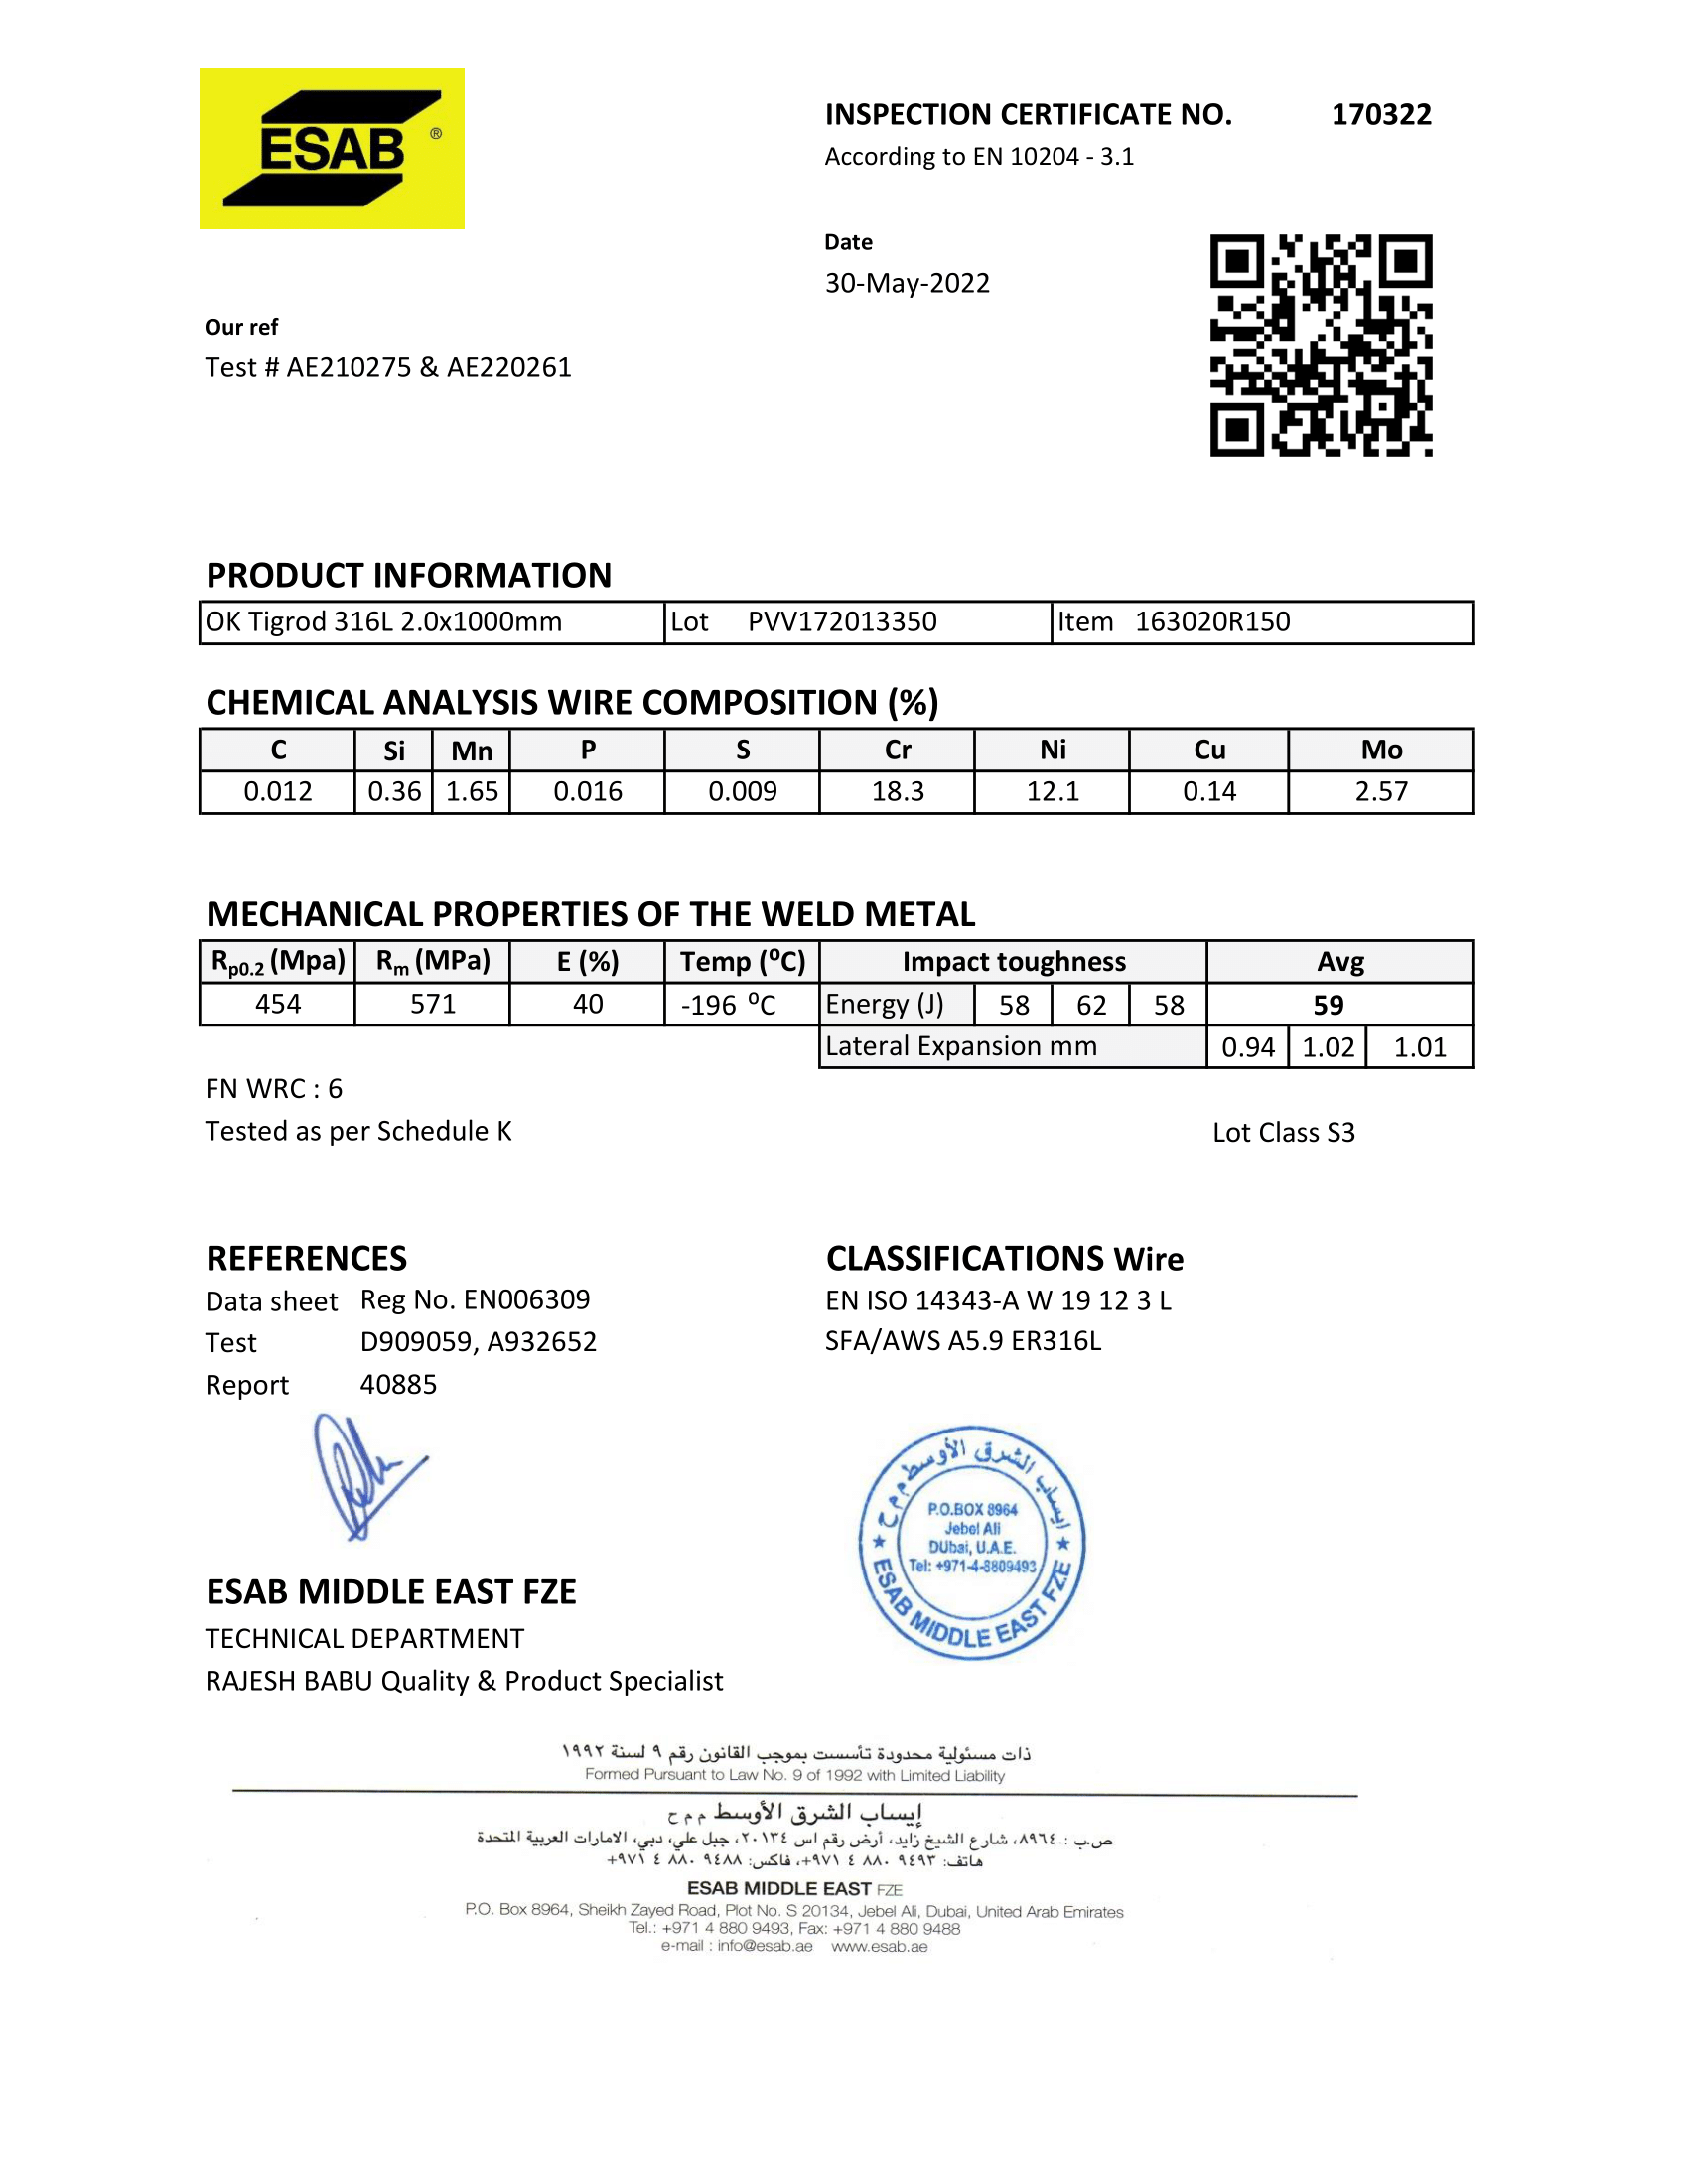 ESAB ®
INSPECTION CERTIFICATE NO. 170322
According to EN 10204 - 3.1
Date
30-May-2022
Our ref
Test # AE210275 & AE220261
PRODUCT INFORMATION
OK Tigrod 316L 2.0x1000mm Lot PVV172013350 Item 163020R150
CHEMICAL ANALYSIS WIRE COMPOSITION (%)
C Si Mn P S Cr Ni Cu Mo
0.012 0.36 1.65 0.016 0.009 18.3 12.1 0.14 2.57
MECHANICAL PROPERTIES OF THE WELD METAL
Rp0.2 (Mpa) Rm (MPa) E (%) Temp (⁰C) Impact toughness Avg
454 571 40 -196 ⁰C Energy (J) 58 62 58 59
Lateral Expansion mm 0.94 1.02 1.01
FN WRC : 6
Tested as per Schedule K Lot Class S3
REFERENCES
Data sheet Reg No. EN006309
Test D909059, A932652
Report 40885
CLASSIFICATIONS Wire
EN ISO 14343-A W 19 12 3 L
SFA/AWS A5.9 ER316L
ايساب الشرق الأوسط م م ح
P.O.BOX 8964
Jebel Ali
DUbai, U.A.E.
Tel: +971-4-8809493
★ ESAB MIDDLE EAST FZE ★
ESAB MIDDLE EAST FZE
TECHNICAL DEPARTMENT
RAJESH BABU Quality & Product Specialist
ذات مسئولية محدودة تأسست بموجب القانون رقم ٩ لسنة ١٩٩٢
Formed Pursuant to Law No. 9 of 1992 with Limited Liability
إيساب الشرق الأوسط م م ح
ص.ب :.٨٩٦٤، شارع الشيخ زايد، أرض رقم اس ٢٠١٣٤، جبل علي، دبي، الامارات العربية المتحدة
هاتف: ٩٤٩٣ ٨٨٠ ٤ ٩٧١+، فاكس: ٩٤٨٨ ٨٨٠ ٤ ٩٧١+
ESAB MIDDLE EAST FZE
P.O. Box 8964, Sheikh Zayed Road, Plot No. S 20134, Jebel Ali, Dubai, United Arab Emirates
Tel.: +971 4 880 9493, Fax: +971 4 880 9488
e-mail : info@esab.ae www.esab.ae